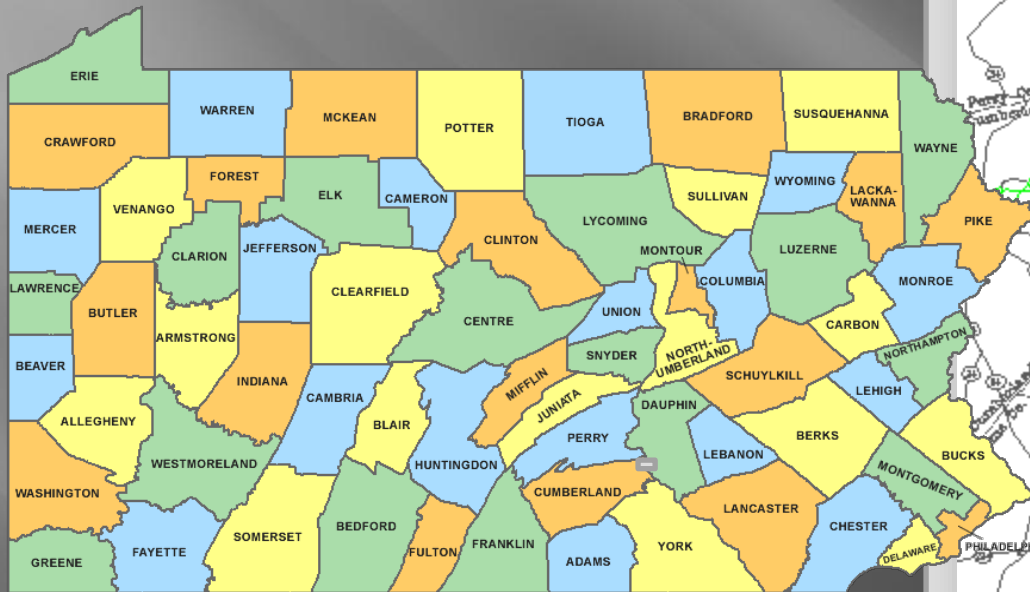 ERIE
WARREN
MCKEAN
POTTER
TIOGA
BRADFORD
SUSQUEHANNA
WAYNE
CRAWFORD
FOREST
ELK
CAMERON
WYOMING
LACKA-
WANNA
PIKE
MERCER
VENANGO
CLARION
JEFFERSON
CLINTON
LYCOMING
SULLIVAN
MONTOUR
LUZERNE
MONROE
LAWRENCE
BUTLER
ARMSTRONG
CLEARFIELD
CENTRE
UNION
COLUMBIA
CARBON
NORTHAMPTON
BEAVER
INDIANA
SNYDER
NORTH-
UMBERLAND
SCHUYLKILL
LEHIGH
ALLEGHENY
CAMBRIA
BLAIR
MIFFLIN
JUNIATA
DAUPHIN
BERKS
BUCKS
WESTMORELAND
HUNTINGDON
PERRY
LEBANON
MONTGOMERY
WASHINGTON
CUMBERLAND
LANCASTER
GREENE
FAYETTE
SOMERSET
BEDFORD
FULTON
FRANKLIN
ADAMS
YORK
CHESTER
DELAWARE
PHILADELPH